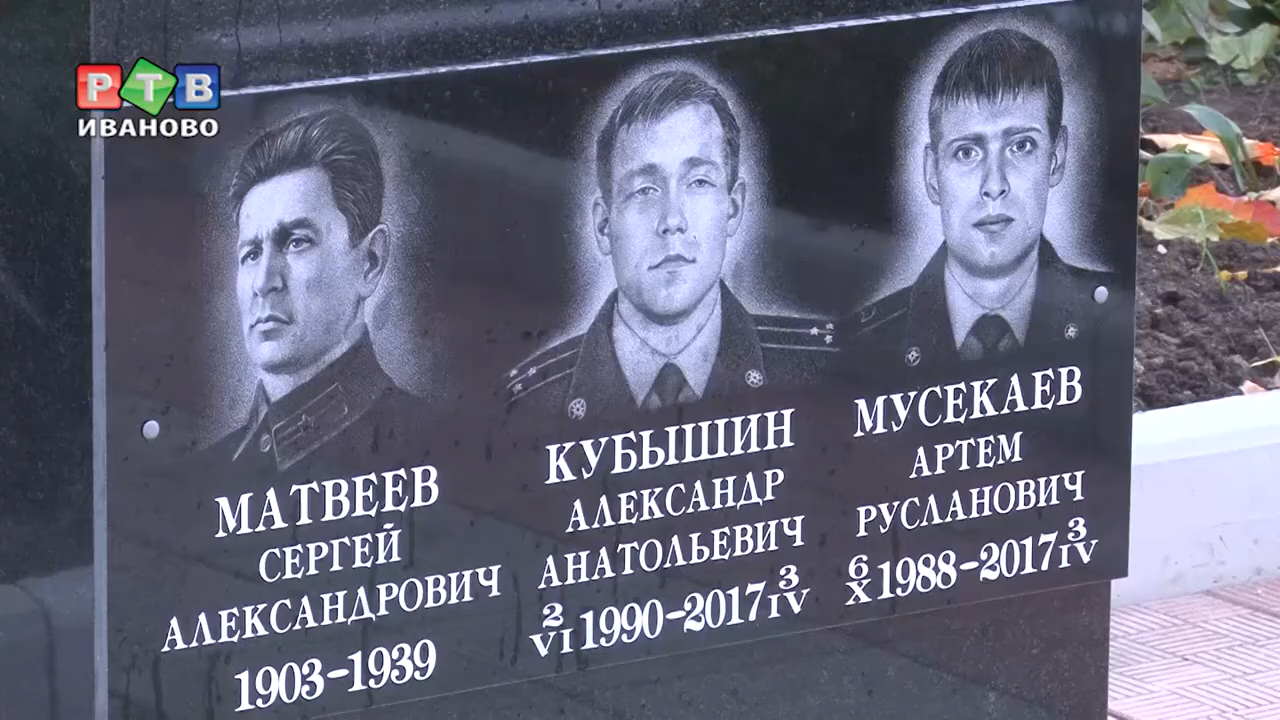 РТВ
ИВАНОВО
МАТВЕЕВ
СЕРГЕЙ
АЛЕКСАНДРОВИЧ
1903-1939
КУБЫШИН
АЛЕКСАНДР
АНАТОЛЬЕВИЧ
2/VI 1990-2017 3/IV
МУСЕКАЕВ
АРТЕМ
РУСЛАНОВИЧ
6/X 1988-2017 3/IV